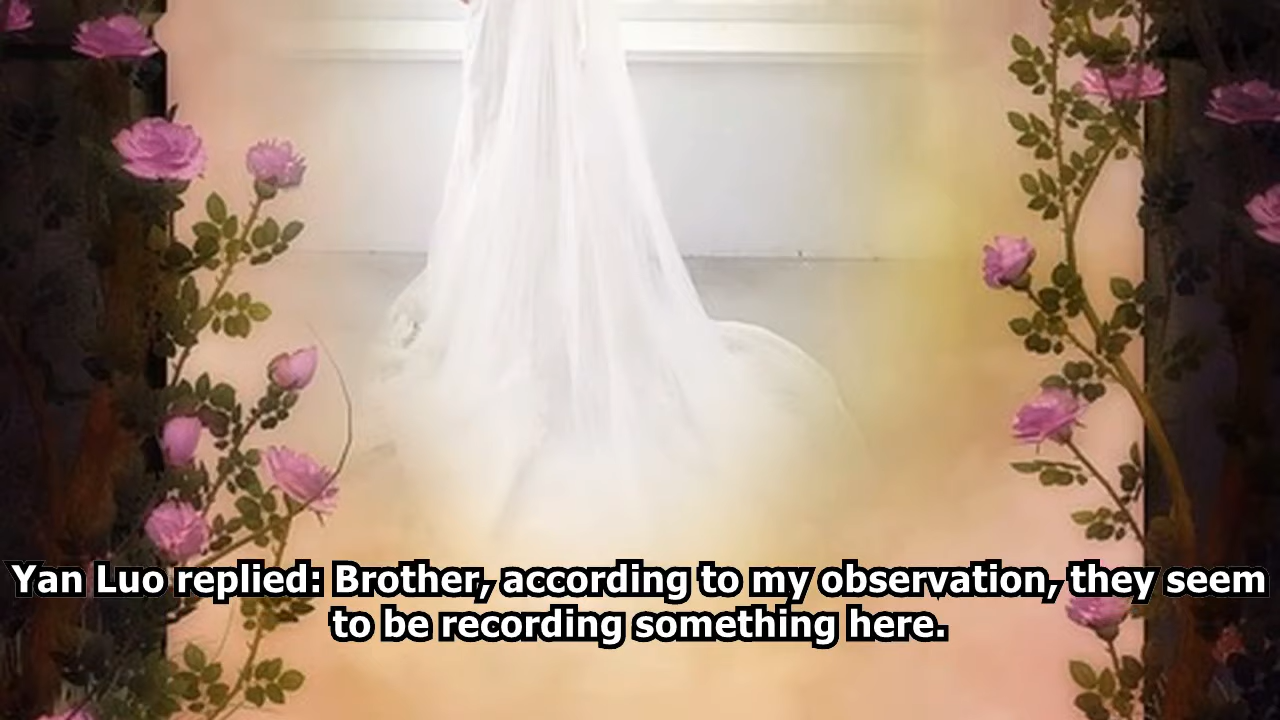 Yan Luo replied: Brother, according to my observation, they seem
to be recording something here.